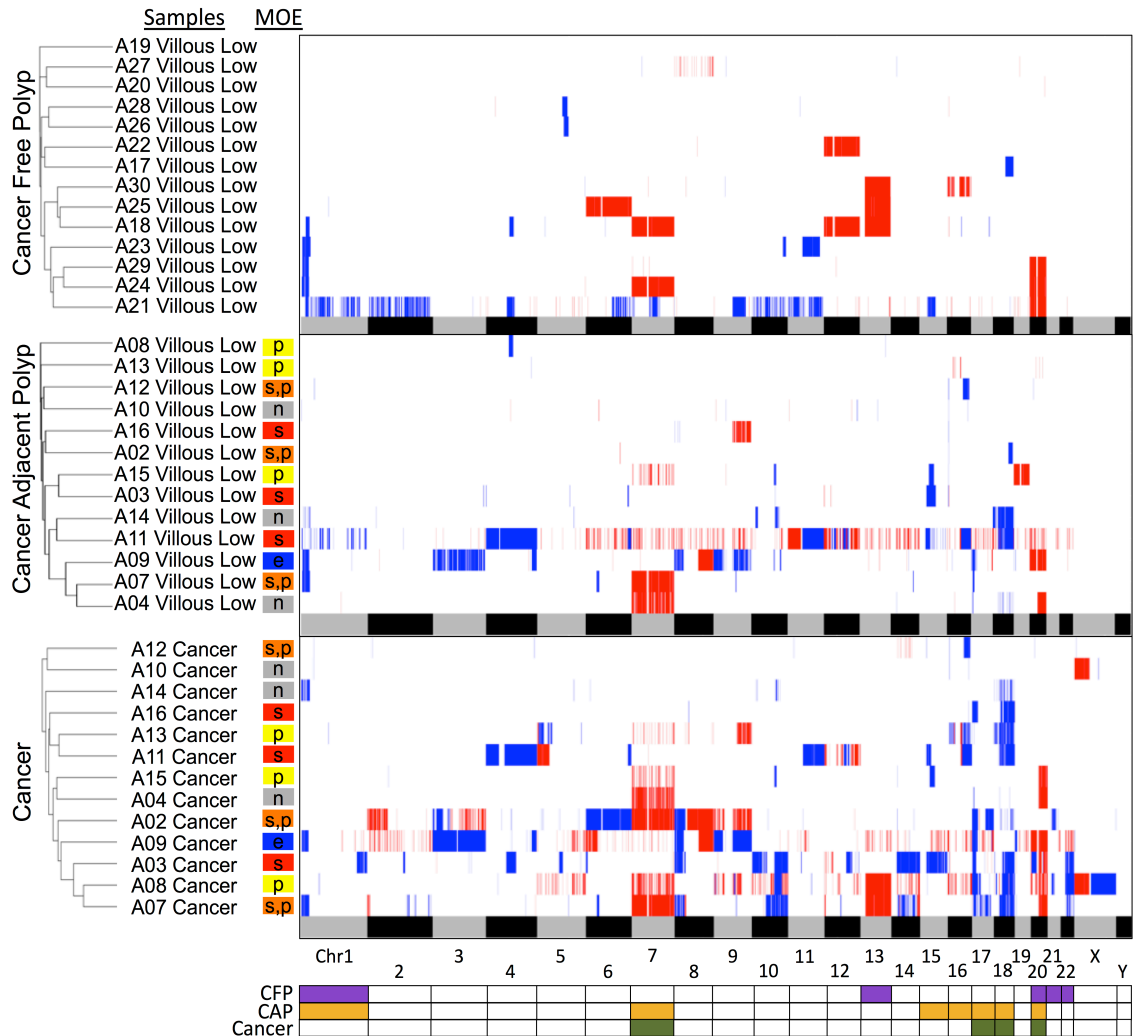 Samples MOE
Cancer Free Polyp
A19 Villous Low
A27 Villous Low
A20 Villous Low
A28 Villous Low
A26 Villous Low
A22 Villous Low
A17 Villous Low
A30 Villous Low
A25 Villous Low
A18 Villous Low
A23 Villous Low
A29 Villous Low
A24 Villous Low
A21 Villous Low
Cancer Adjacent Polyp
A08 Villous Low p
A13 Villous Low p
A12 Villous Low s,p
A10 Villous Low n
A16 Villous Low s
A02 Villous Low s,p
A15 Villous Low p
A03 Villous Low s
A14 Villous Low n
A11 Villous Low s
A09 Villous Low e
A07 Villous Low s,p
A04 Villous Low n
Cancer
A12 Cancer s,p
A10 Cancer n
A14 Cancer n
A16 Cancer s
A13 Cancer p
A11 Cancer s
A15 Cancer p
A04 Cancer n
A02 Cancer s,p
A09 Cancer e
A03 Cancer s
A08 Cancer p
A07 Cancer s,p
Chr1 3 5 7 9 11 13 15 17 19 21 X
2 4 6 8 10 12 14 16 18 20 22 Y
CFP
CAP
Cancer